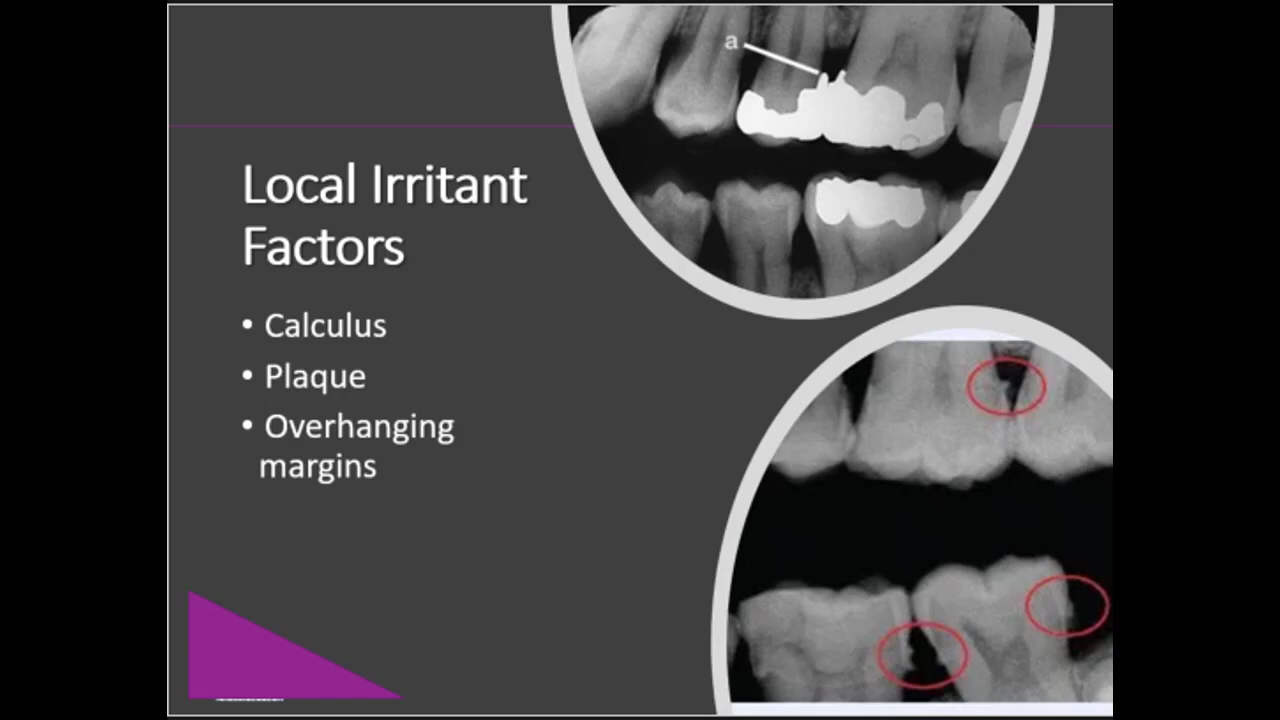 a
Local Irritant
Factors
• Calculus
• Plaque
• Overhanging
margins